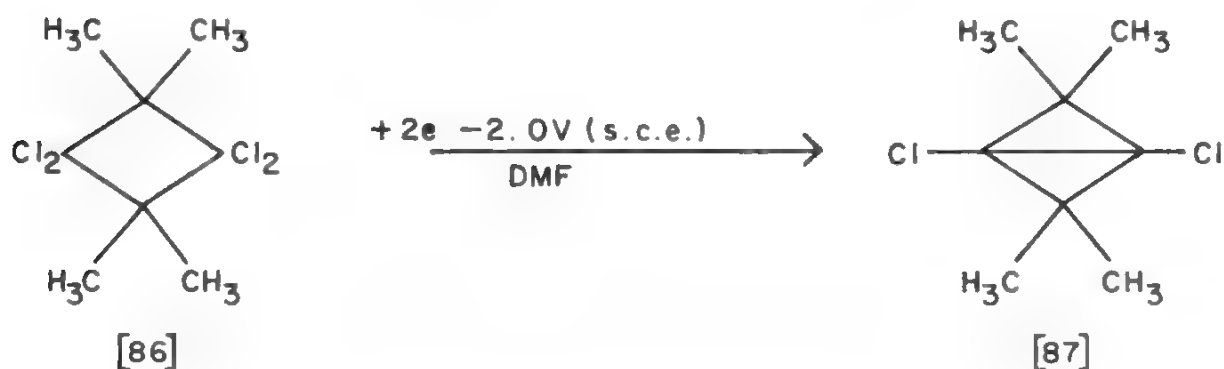 H₃C CH₃ H₃C CH₃
Cl₂ Cl₂ + 2e -2.0V (s.c.e.) Cl Cl
DMF
H₃C CH₃ H₃C CH₃
[86] [87]